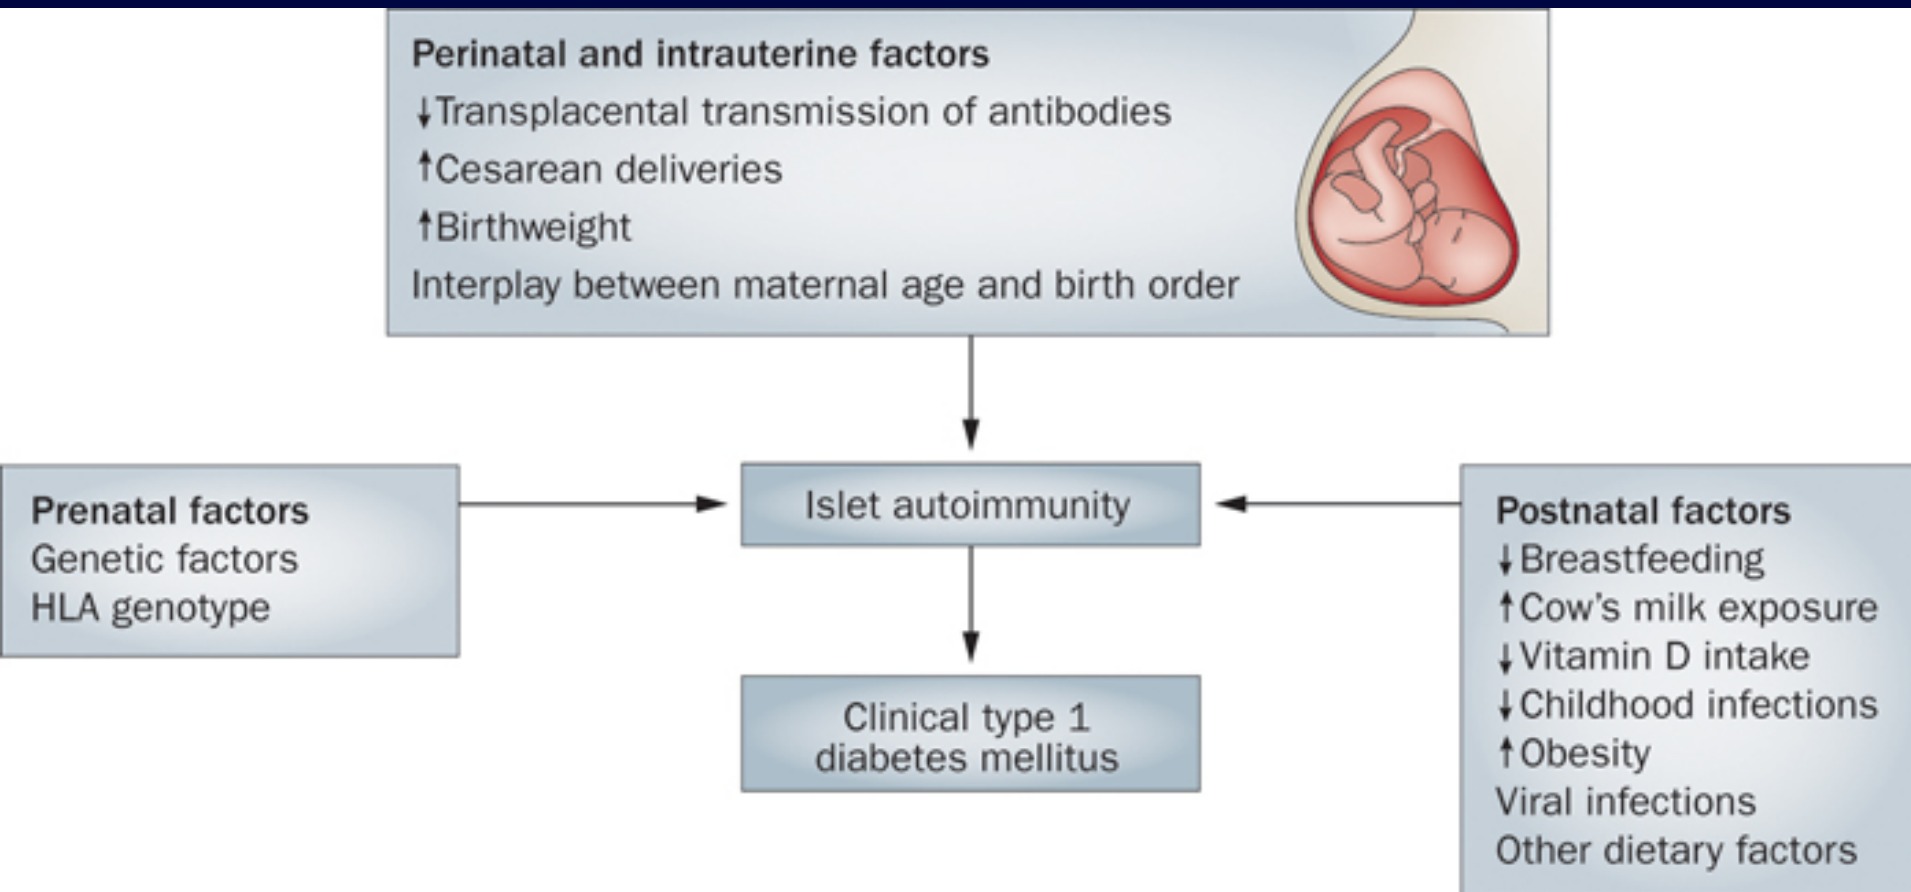 Perinatal and intrauterine factors
↓Transplacental transmission of antibodies
↑Cesarean deliveries
↑Birthweight
Interplay between maternal age and birth order
Prenatal factors
Genetic factors
HLA genotype
Islet autoimmunity
Clinical type 1
diabetes mellitus
Postnatal factors
↓Breastfeeding
↑Cow's milk exposure
↓Vitamin D intake
↓Childhood infections
↑Obesity
Viral infections
Other dietary factors